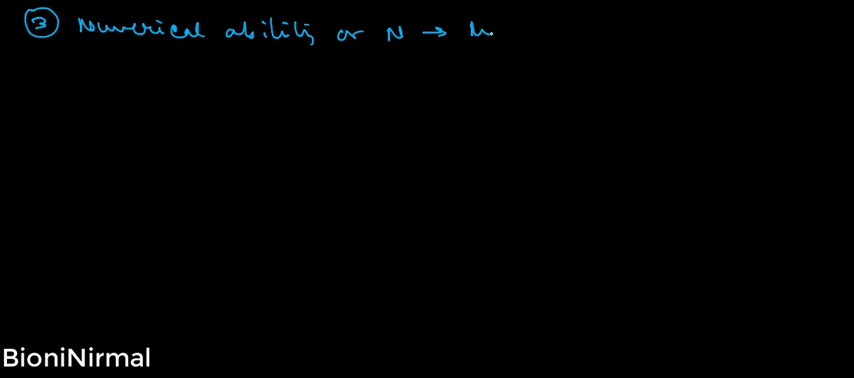 ③ Numerical ability or N →
BioniNirmal